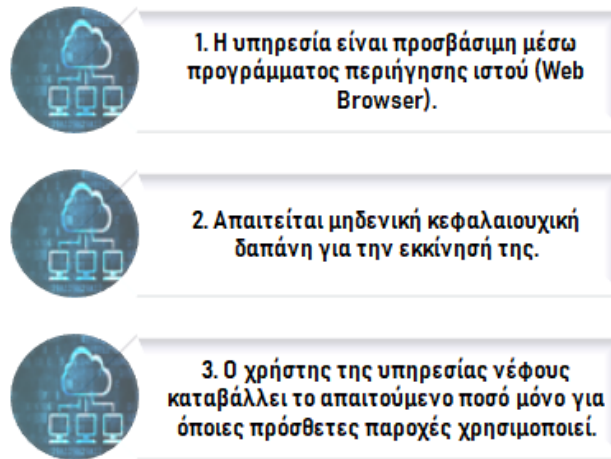 1. Η υπηρεσία είναι προσβάσιμη μέσω
προγράμματος περιήγησης ιστού (Web
Browser).
2. Απαιτείται μηδενική κεφαλαιουχική
δαπάνη για την εκκίνησή της.
3. Ο χρήστης της υπηρεσίας νέφους
καταβάλλει το απαιτούμενο ποσό μόνο για
όποιες πρόσθετες παροχές χρησιμοποιεί.